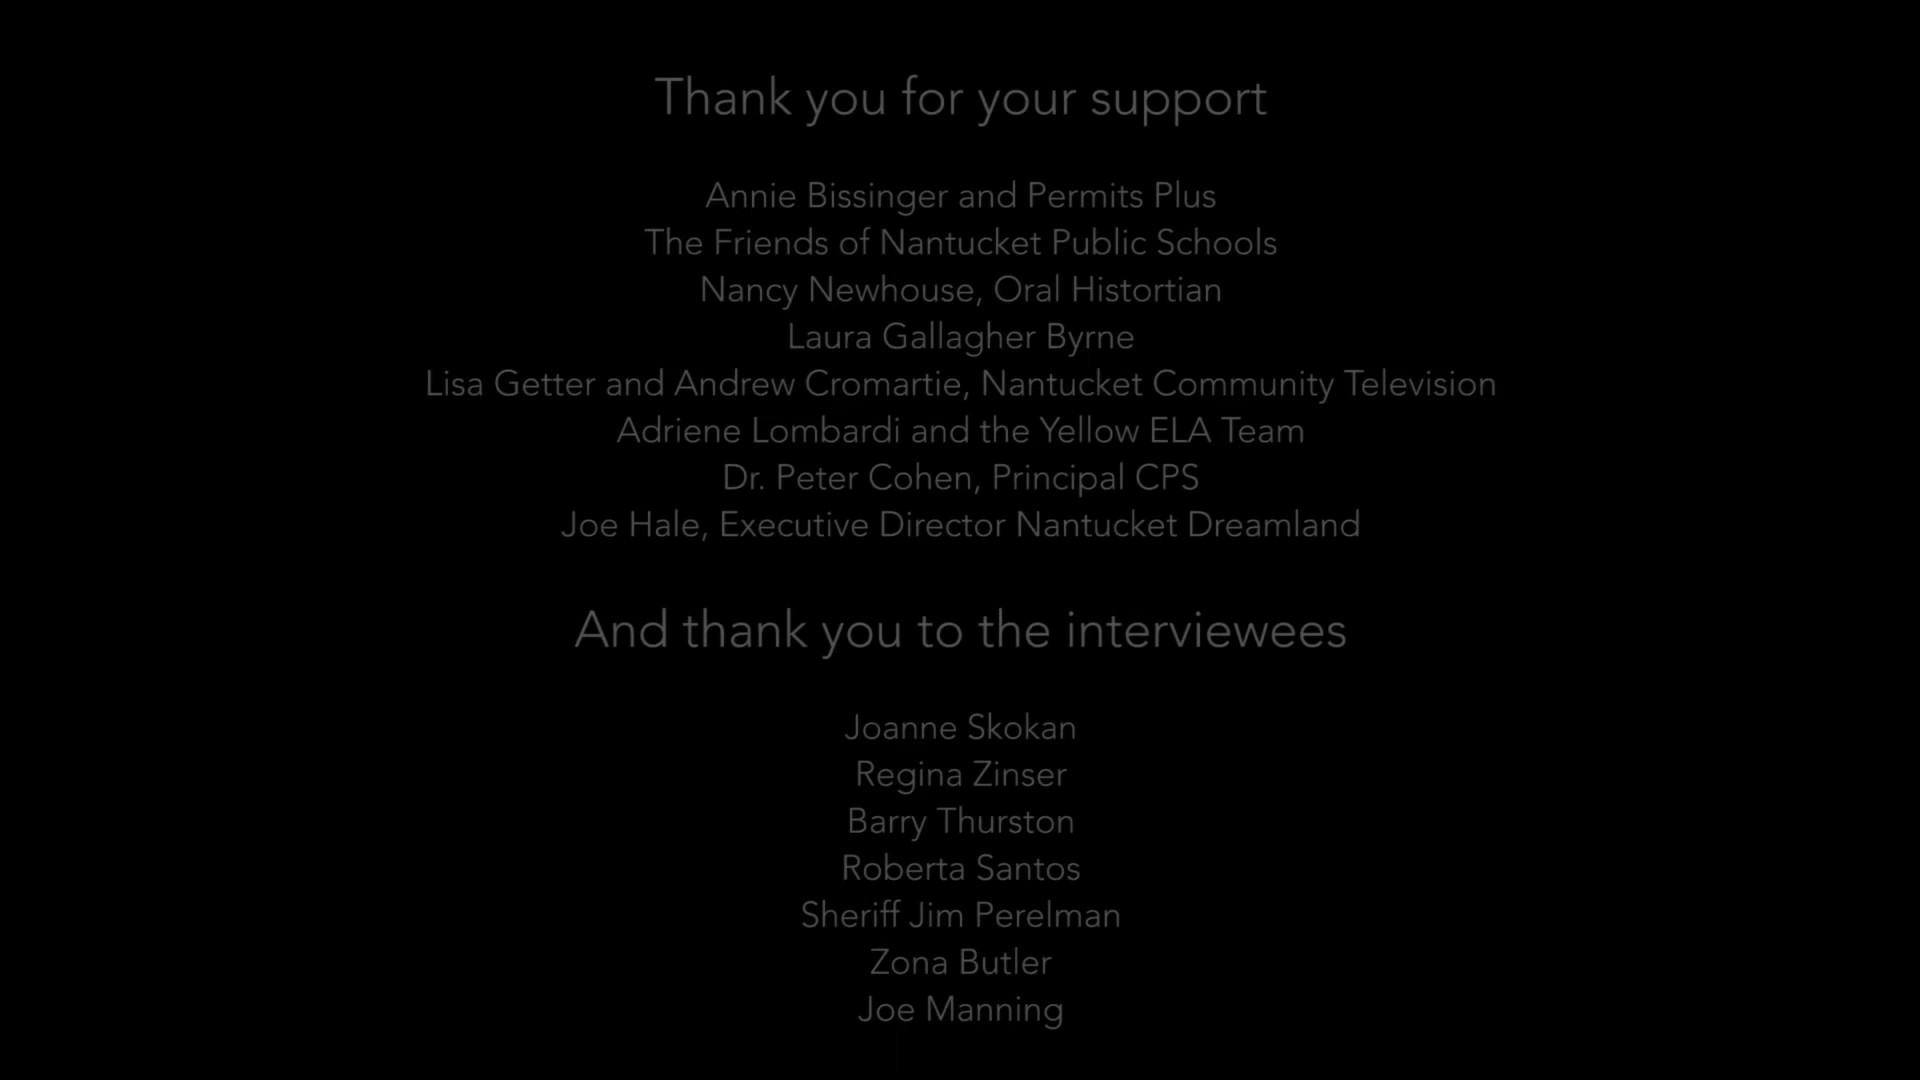 Thank you for your support
Annie Bissinger and Permits Plus
The Friends of Nantucket Public Schools
Nancy Newhouse, Oral Histortian
Laura Gallagher Byrne
Lisa Getter and Andrew Cromartie, Nantucket Community Television
Adriene Lombardi and the Yellow ELA Team
Dr. Peter Cohen, Principal CPS
Joe Hale, Executive Director Nantucket Dreamland
And thank you to the interviewees
Joanne Skokan
Regina Zinser
Barry Thurston
Roberta Santos
Sheriff Jim Perelman
Zona Butler
Joe Manning